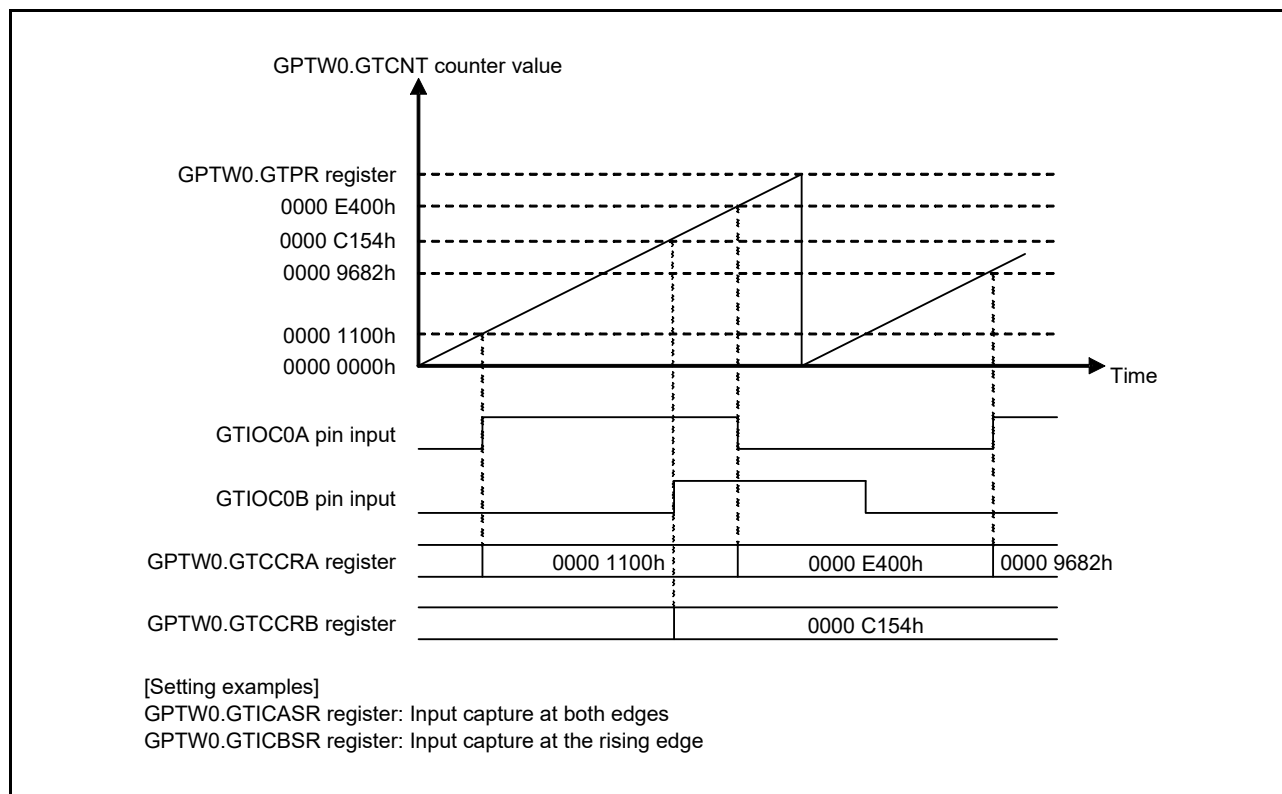 GPTW0.GTCNT counter value
GPTW0.GTPR register
0000 E400h
0000 C154h
0000 9682h
0000 1100h
0000 0000h
Time
GTIOC0A pin input
GTIOC0B pin input
GPTW0.GTCCRA register 0000 1100h 0000 E400h 0000 9682h
GPTW0.GTCCRB register 0000 C154h
[Setting examples]
GPTW0.GTICASR register: Input capture at both edges
GPTW0.GTICBSR register: Input capture at the rising edge